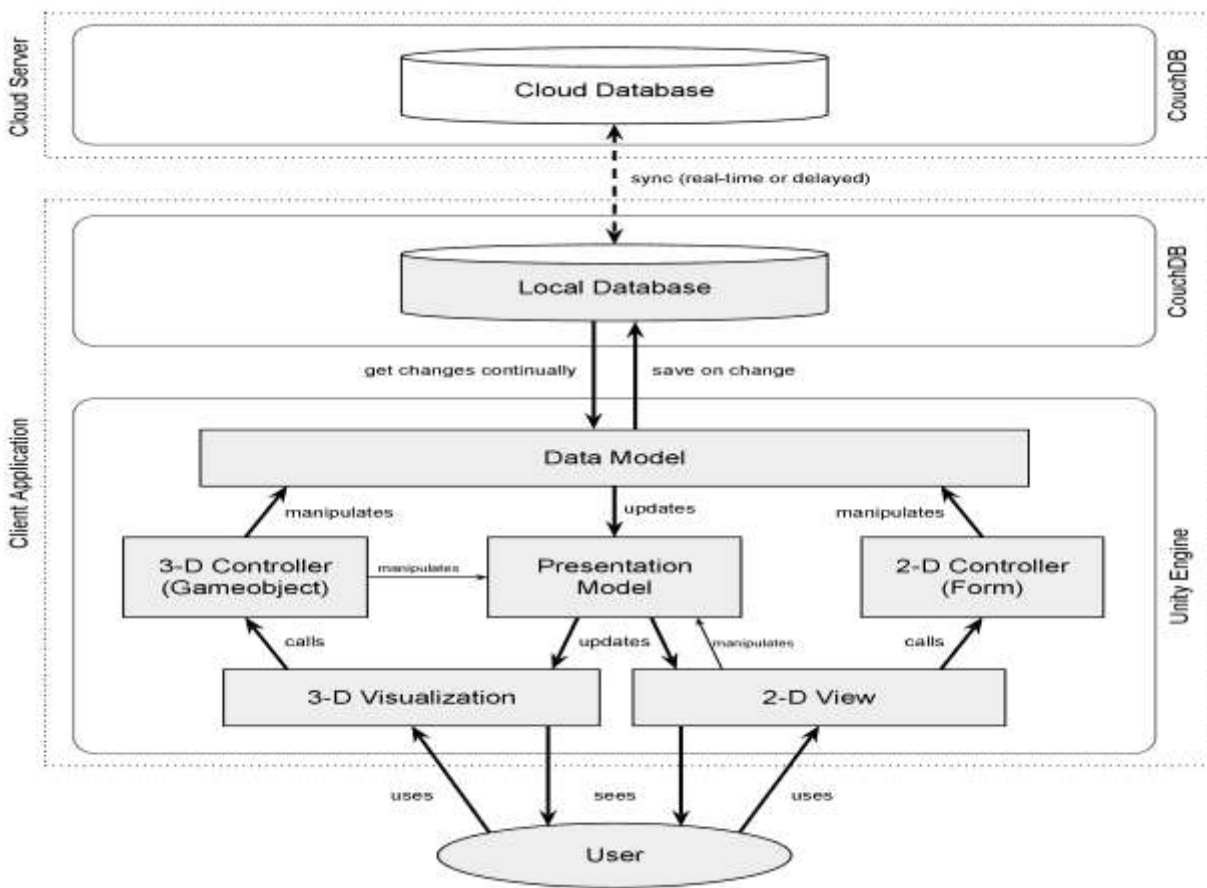 Cloud Server
Cloud Database
CouchDB
sync (real-time or delayed)
Client Application
Local Database
CouchDB
get changes continually
save on change
Unity Engine
Data Model
manipulates
updates
manipulates
3-D Controller
(Gameobject)
manipulates
Presentation
Model
2-D Controller
(Form)
calls
updates
manipulates
calls
3-D Visualization
2-D View
uses
sees
uses
User